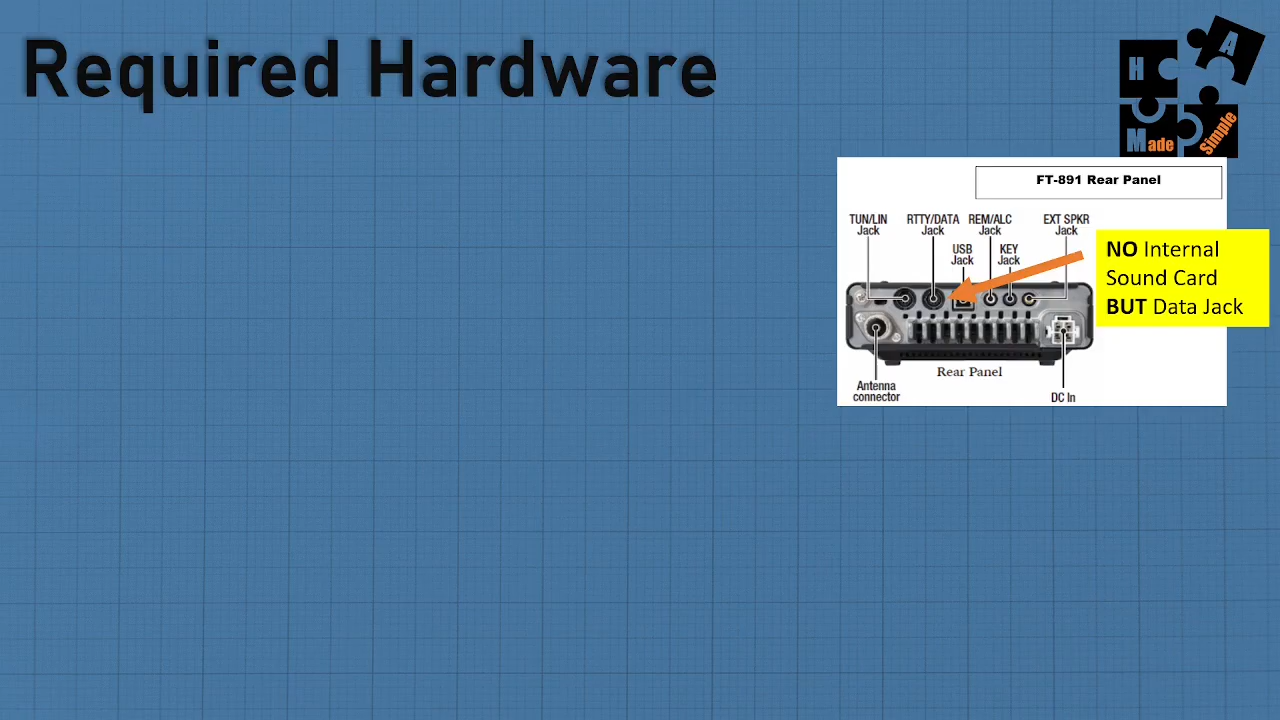 Required Hardware
H
A
Made
Simple
FT-891 Rear Panel
TUN/LIN
Jack
RTTY/DATA
Jack
REM/ALC
Jack
EXT SPKR
Jack
USB
Jack
KEY
Jack
NO Internal
Sound Card
BUT Data Jack
Rear Panel
Antenna
connector
DC In